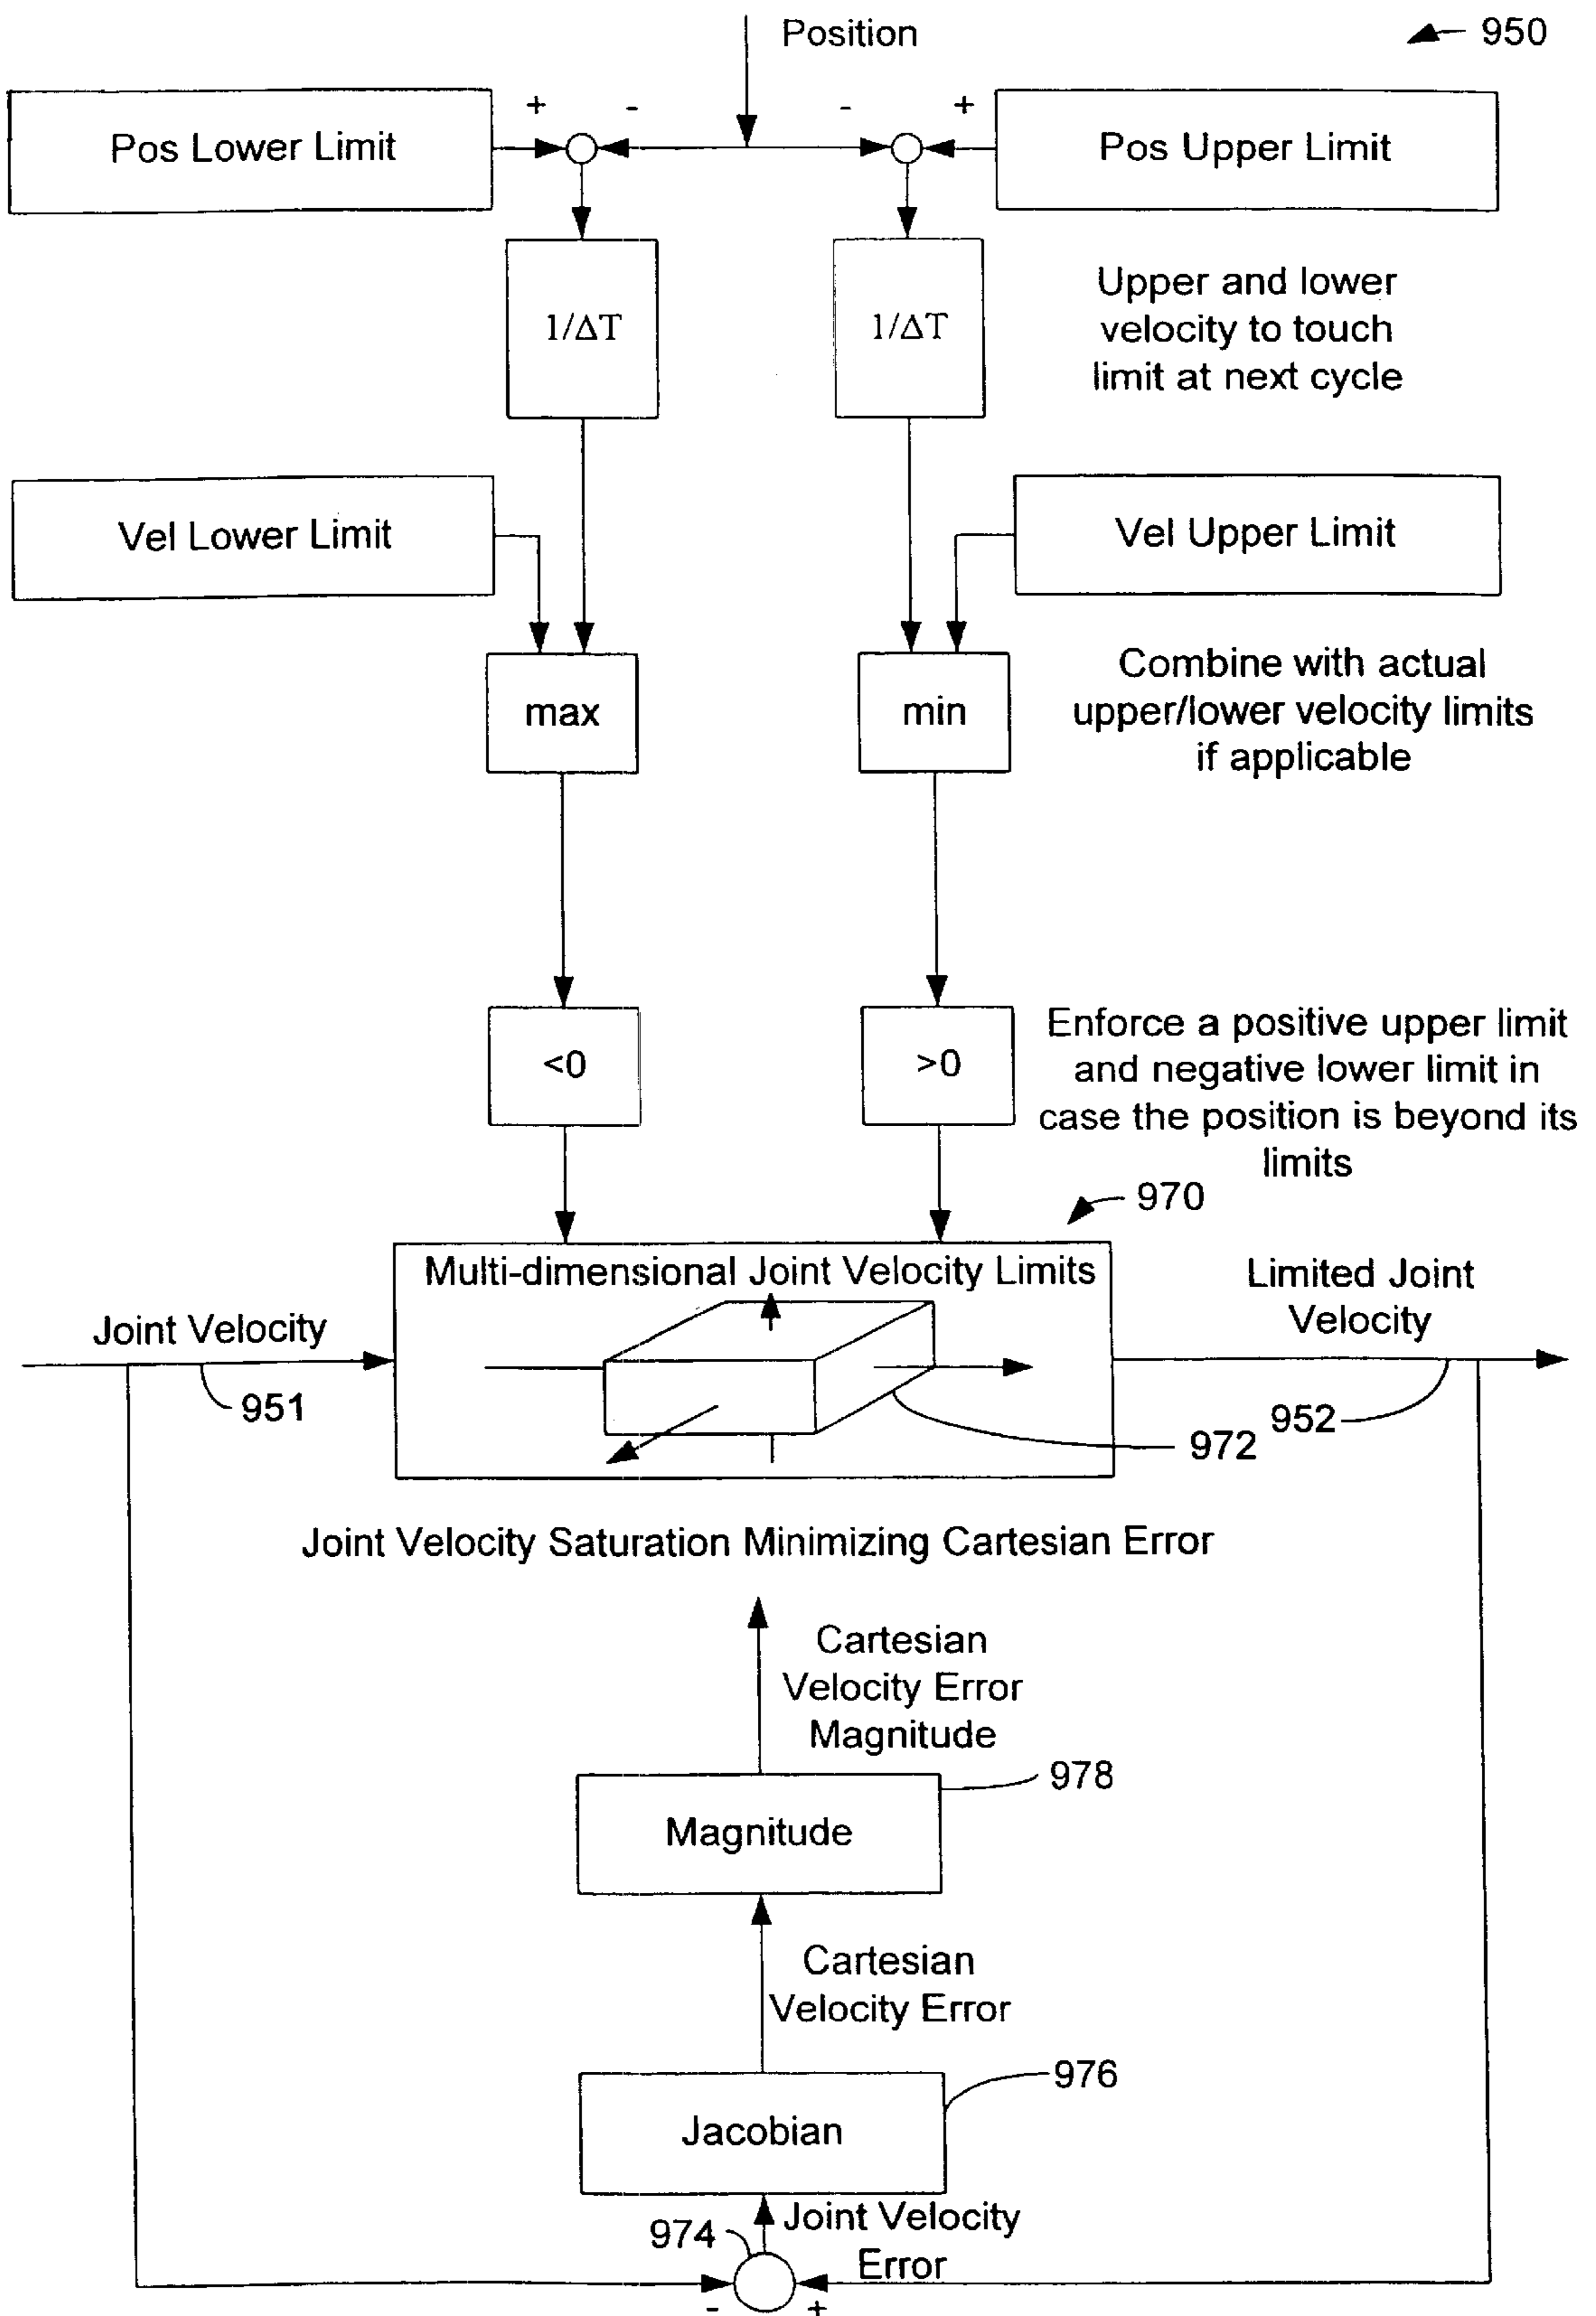 Position
950
+ - - +
Pos Lower Limit
Pos Upper Limit
1/ΔT
1/ΔT
Upper and lower
velocity to touch
limit at next cycle
Vel Lower Limit
Vel Upper Limit
max
min
Combine with actual
upper/lower velocity limits
if applicable
<0
>0
Enforce a positive upper limit
and negative lower limit in
case the position is beyond its
limits
970
Multi-dimensional Joint Velocity Limits
Joint Velocity
951
Limited Joint
Velocity
952
972
Joint Velocity Saturation Minimizing Cartesian Error
Cartesian
Velocity Error
Magnitude
978
Magnitude
Cartesian
Velocity Error
976
Jacobian
974
Joint Velocity
Error
- +